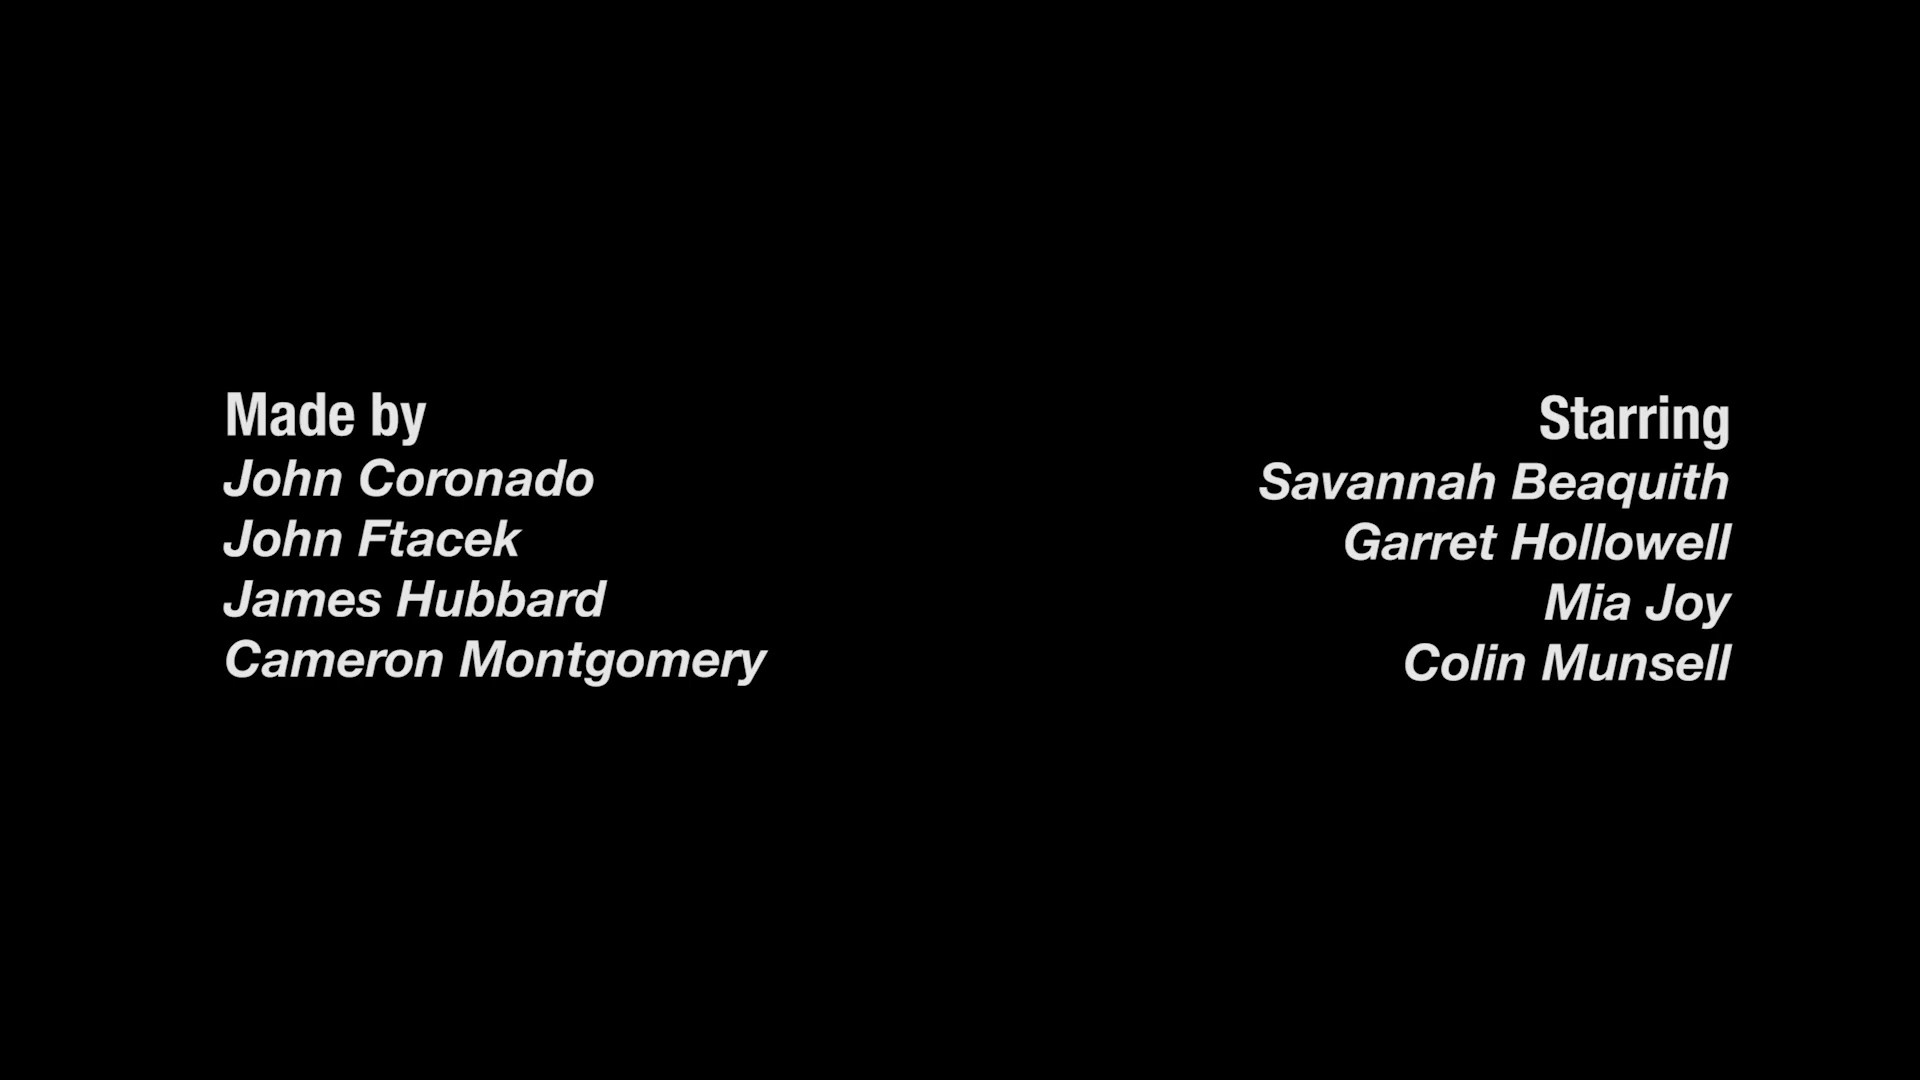 Made by
John Coronado
John Ftacek
James Hubbard
Cameron Montgomery
Starring
Savannah Beaquith
Garret Hollowell
Mia Joy
Colin Munsell